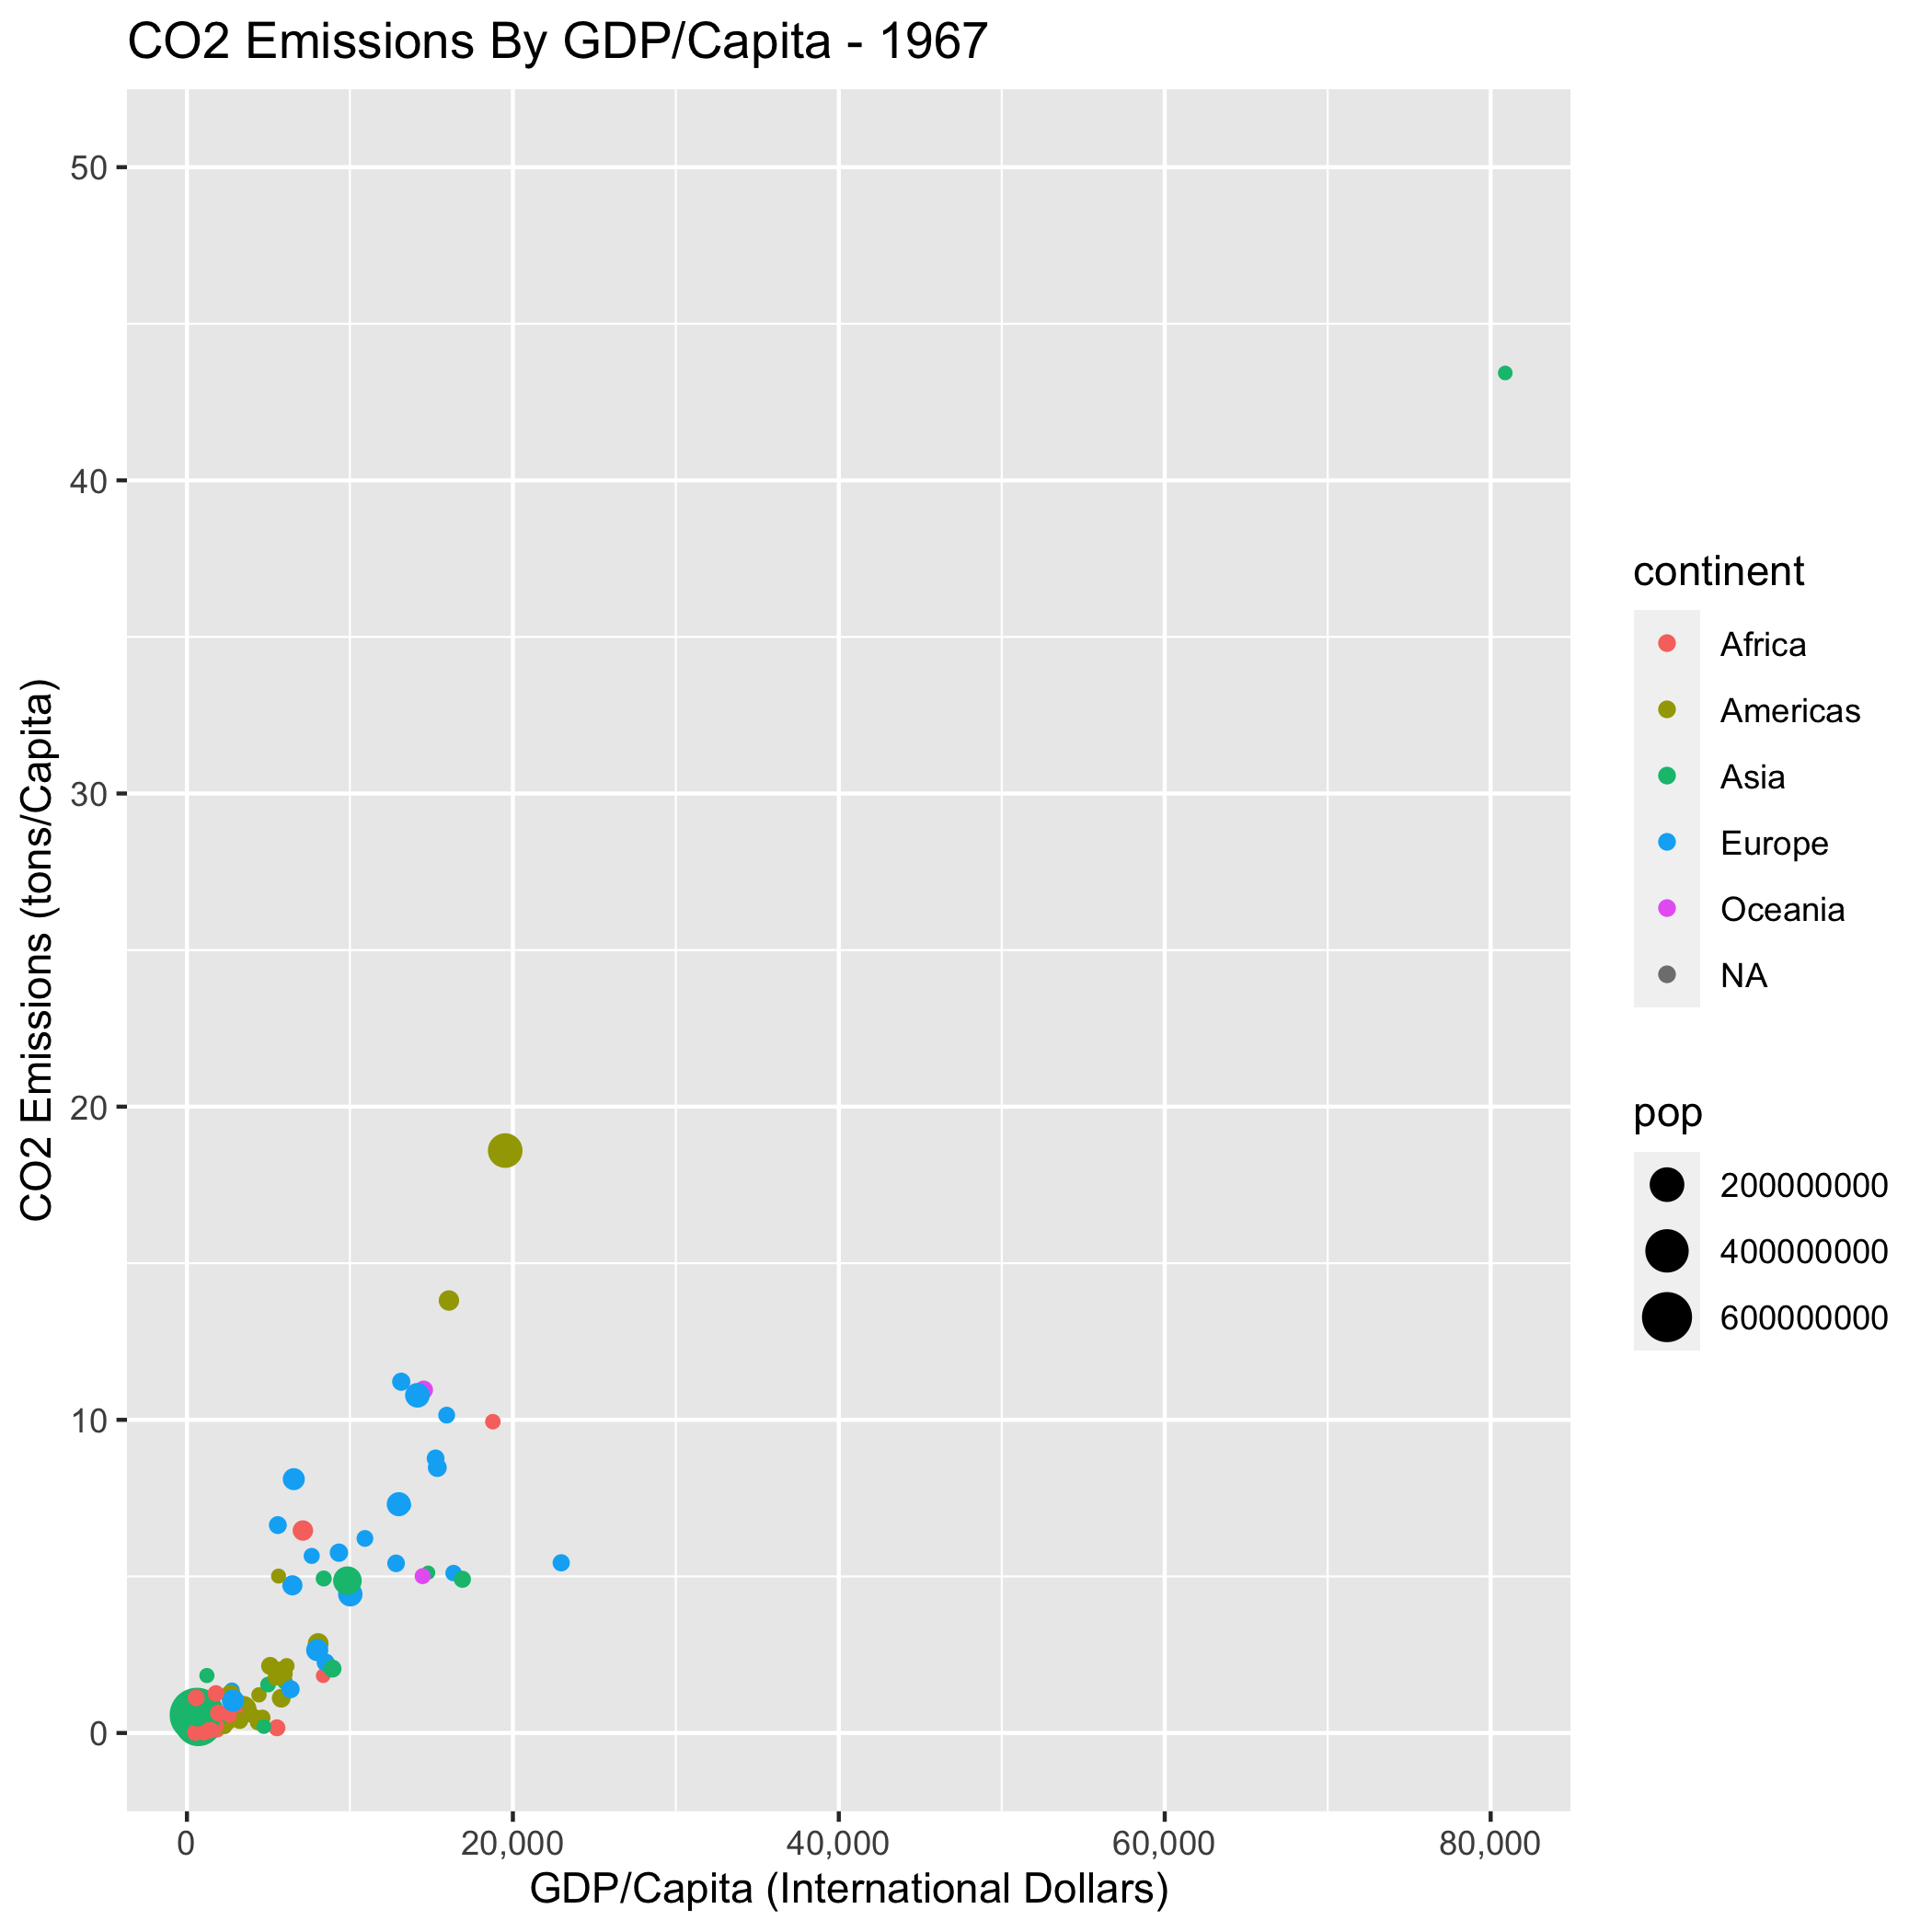 CO2 Emissions By GDP/Capita - 1967
50
40
30
20
10
0
CO2 Emissions (tons/Capita)
0 20,000 40,000 60,000 80,000
GDP/Capita (International Dollars)
continent
Africa
Americas
Asia
Europe
Oceania
NA
pop
200000000
400000000
600000000